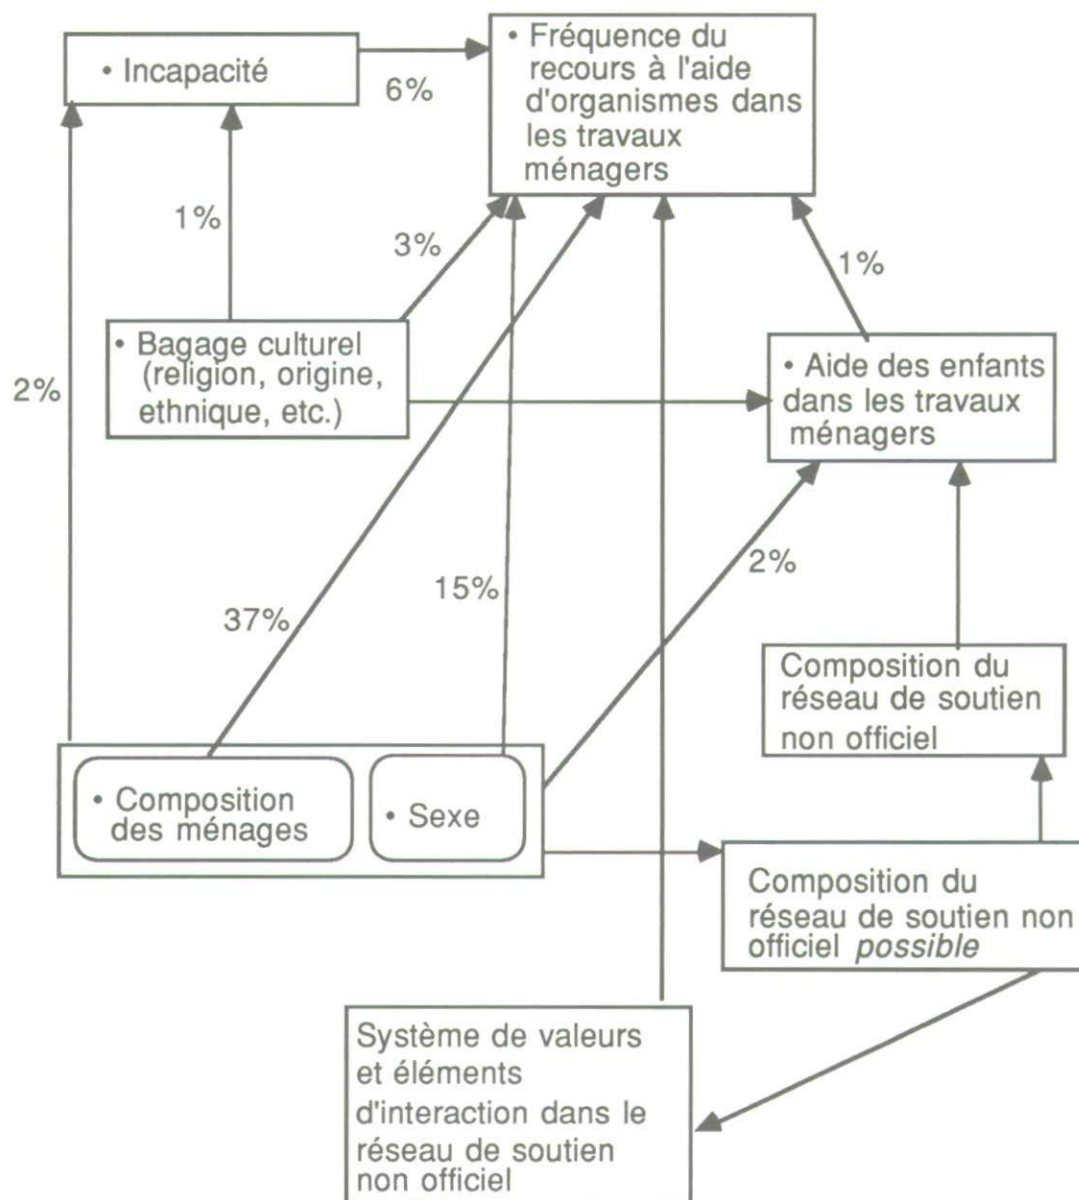 • Incapacité
• Fréquence du
recours à l'aide
d'organismes dans
les travaux
ménagers
6%
1%
3%
1%
• Bagage culturel
(religion, origine,
ethnique, etc.)
2%
• Aide des enfants
dans les travaux
ménagers
37%
15%
2%
Composition du
réseau de soutien
non officiel
• Composition
des ménages
• Sexe
Composition du
réseau de soutien non
officiel possible
Système de valeurs
et éléments
d'interaction dans le
réseau de soutien
non officiel